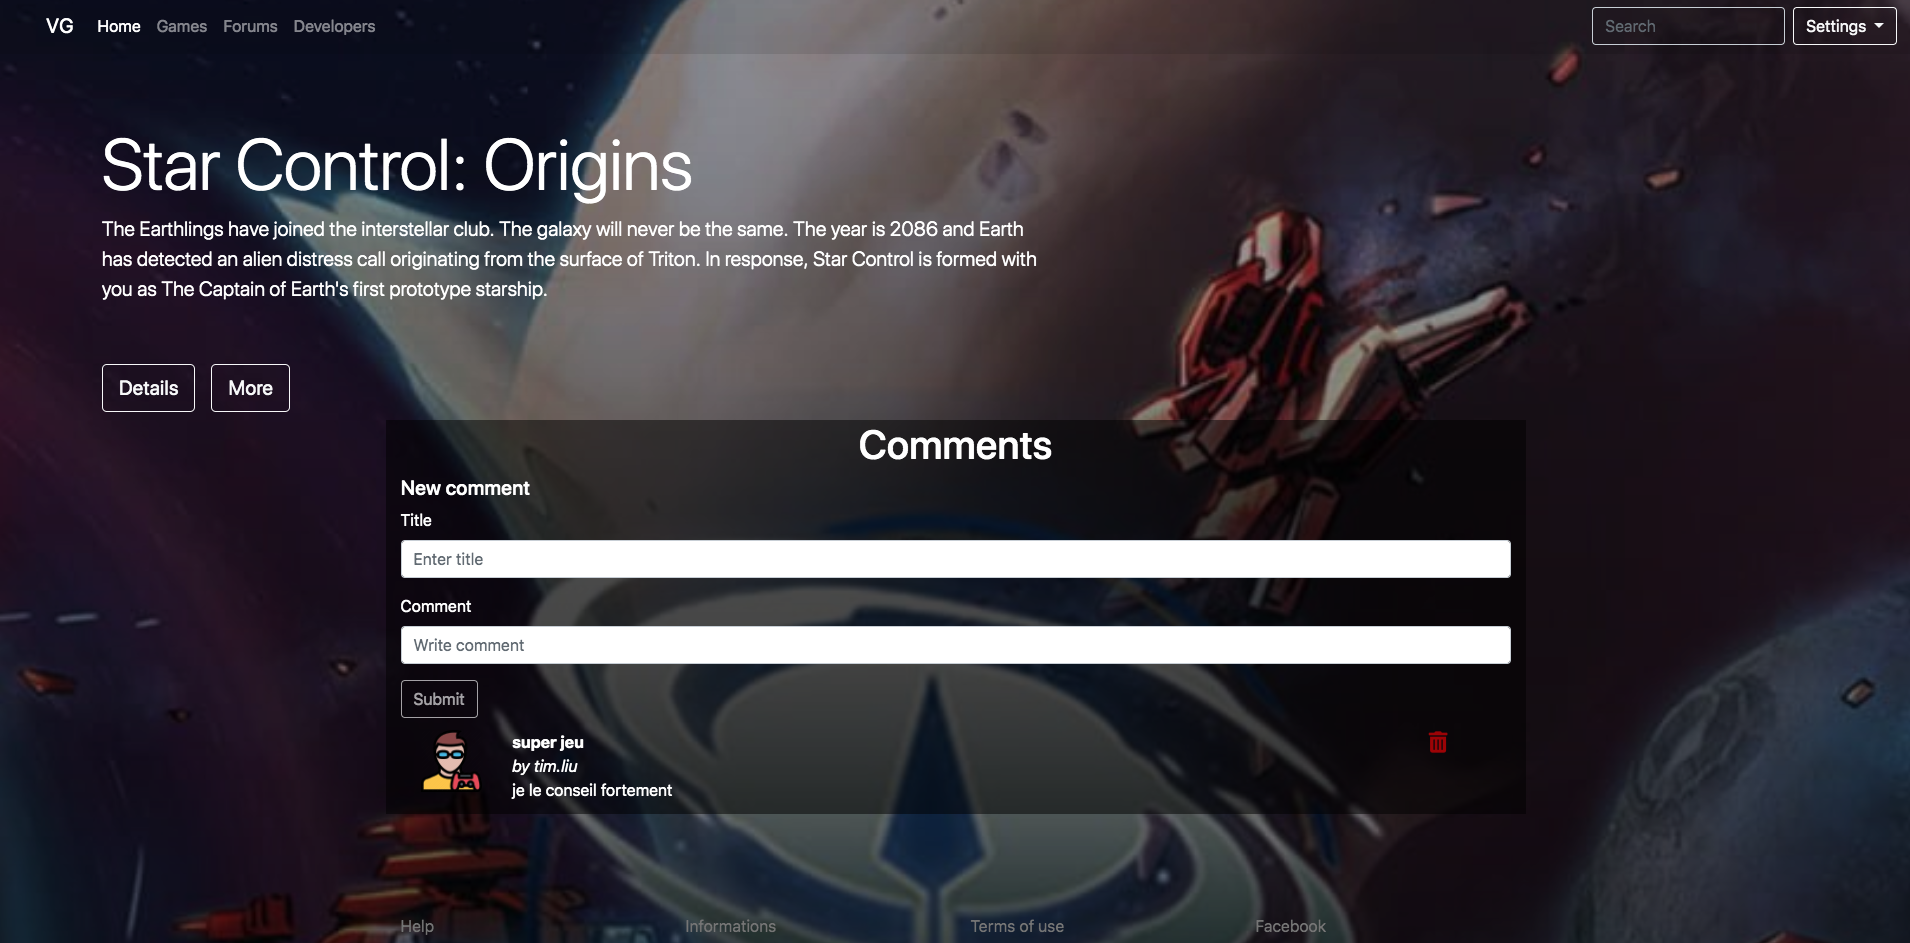 VG Home Games Forums Developers Search Settings
Star Control: Origins
The Earthlings have joined the interstellar club. The galaxy will never be the same. The year is 2086 and Earth
has detected an alien distress call originating from the surface of Triton. In response, Star Control is formed with
you as The Captain of Earth's first prototype starship.
Details More
Comments
New comment
Title
Enter title
Comment
Write comment
Submit
super jeu
by tim.liu
je le conseil fortement
Help Informations Terms of use Facebook